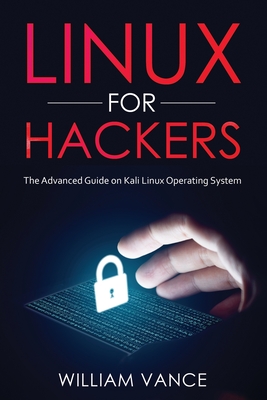 LINUX
FOR
HACKERS
The Advanced Guide on Kali Linux Operating System
WILLIAM VANCE